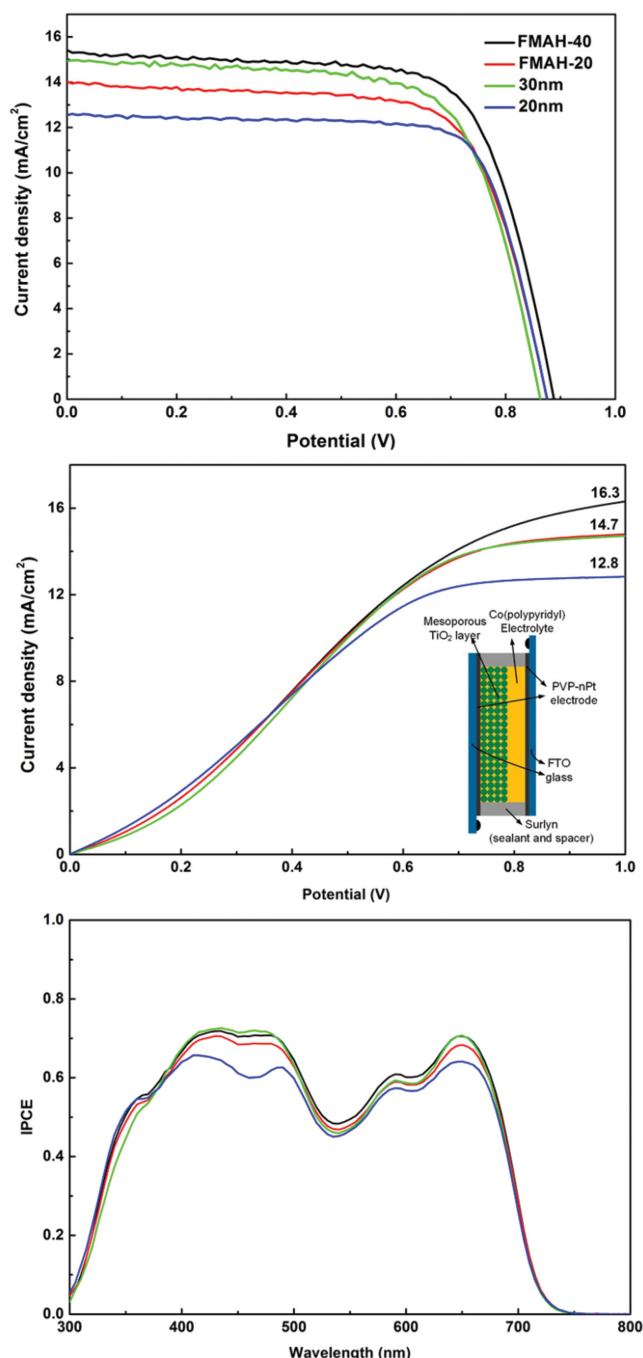 16
14
12
10
8
6
4
2
0
Current density (mA/cm²)
FMAH-40
FMAH-20
30nm
20nm
0.0 0.2 0.4 0.6 0.8 1.0
Potential (V)
16
12
8
4
0
Current density (mA/cm²)
16.3
14.7
12.8
Mesoporous
TiO₂ layer
Co(polypyridyl)
Electrolyte
PVP-nPt
electrode
FTO
glass
Surlyn
(sealant and spacer)
0.0 0.2 0.4 0.6 0.8 1.0
Potential (V)
1.0
0.8
0.6
0.4
0.2
0.0
IPCE
300 400 500 600 700 800
Wavelength (nm)